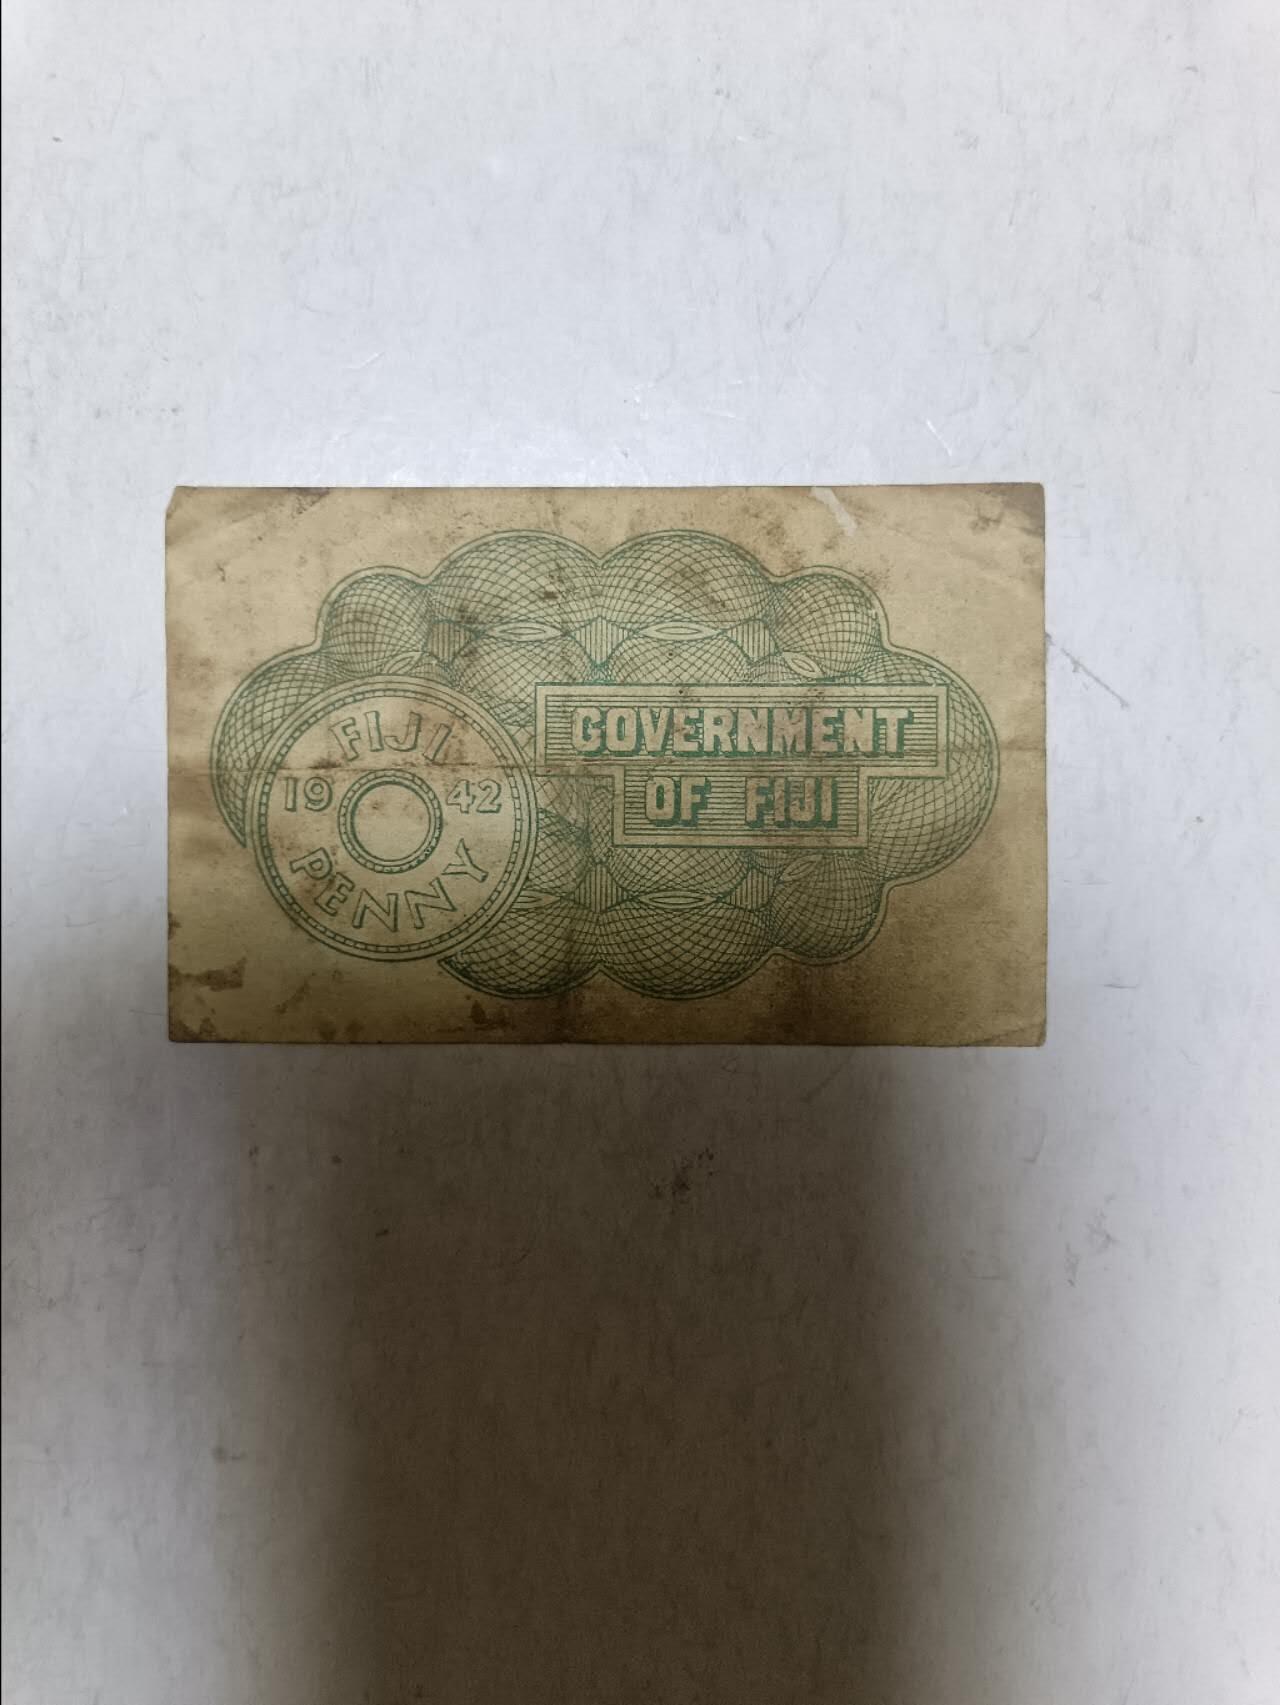 FIJI
19 42
PENNY
GOVERNMENT
OF FIJI